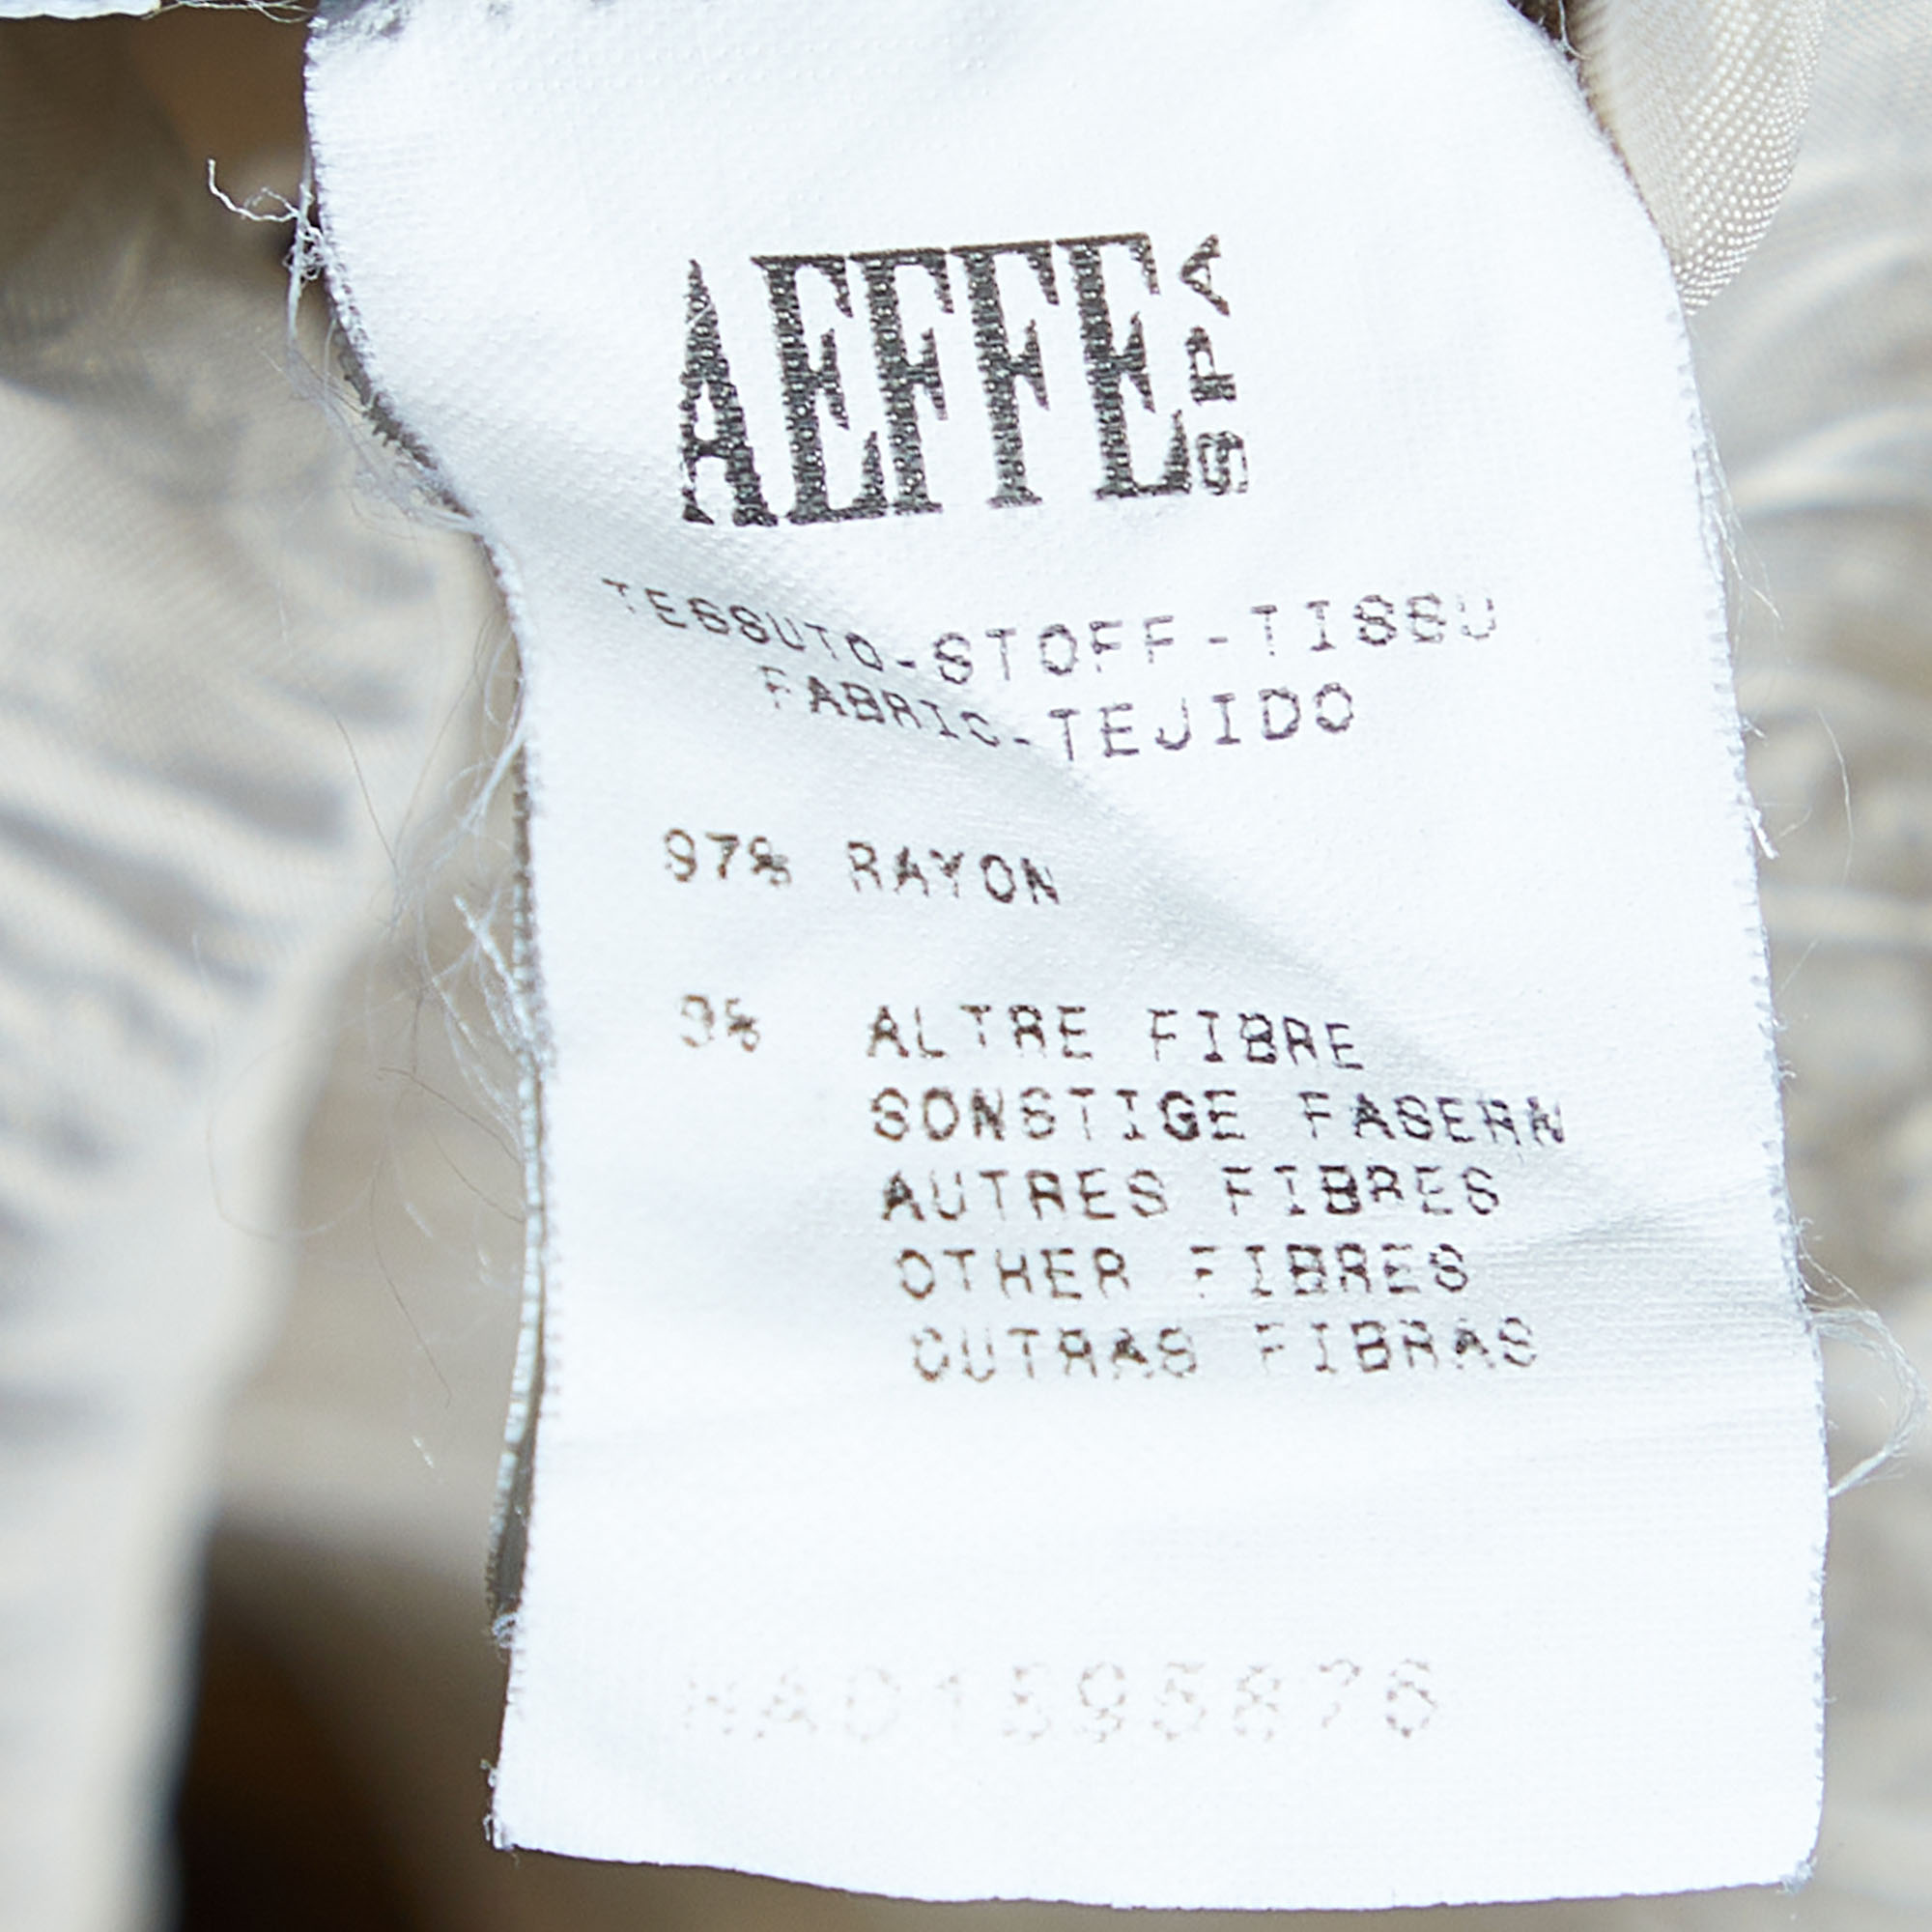 AEFFE SPA
TESSUTO-STOFF-TISSU
FABRIC-TEJIDO
97% RAYON
3% ALTRE FIBRE
SONSTIGE FASERN
AUTRES FIBRES
OTHER FIBRES
OUTRAS FIBRAS